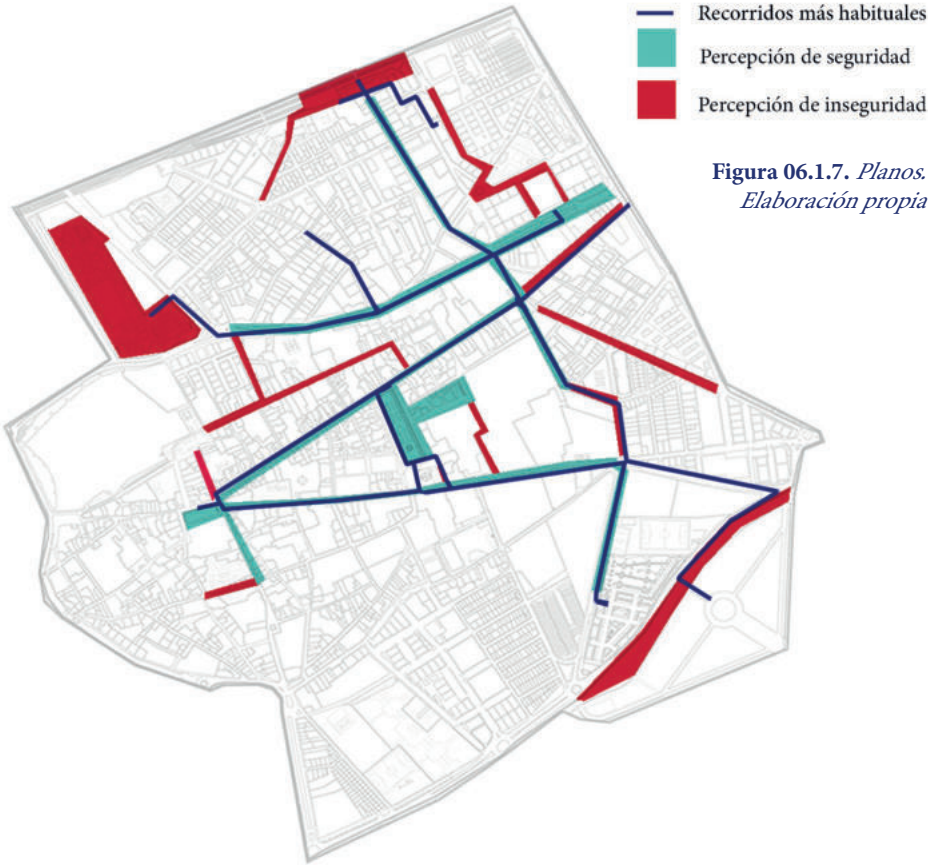 Recorridos más habituales
Percepción de seguridad
Percepción de inseguridad
Figura 06.1.7. Planos.
Elaboración propia